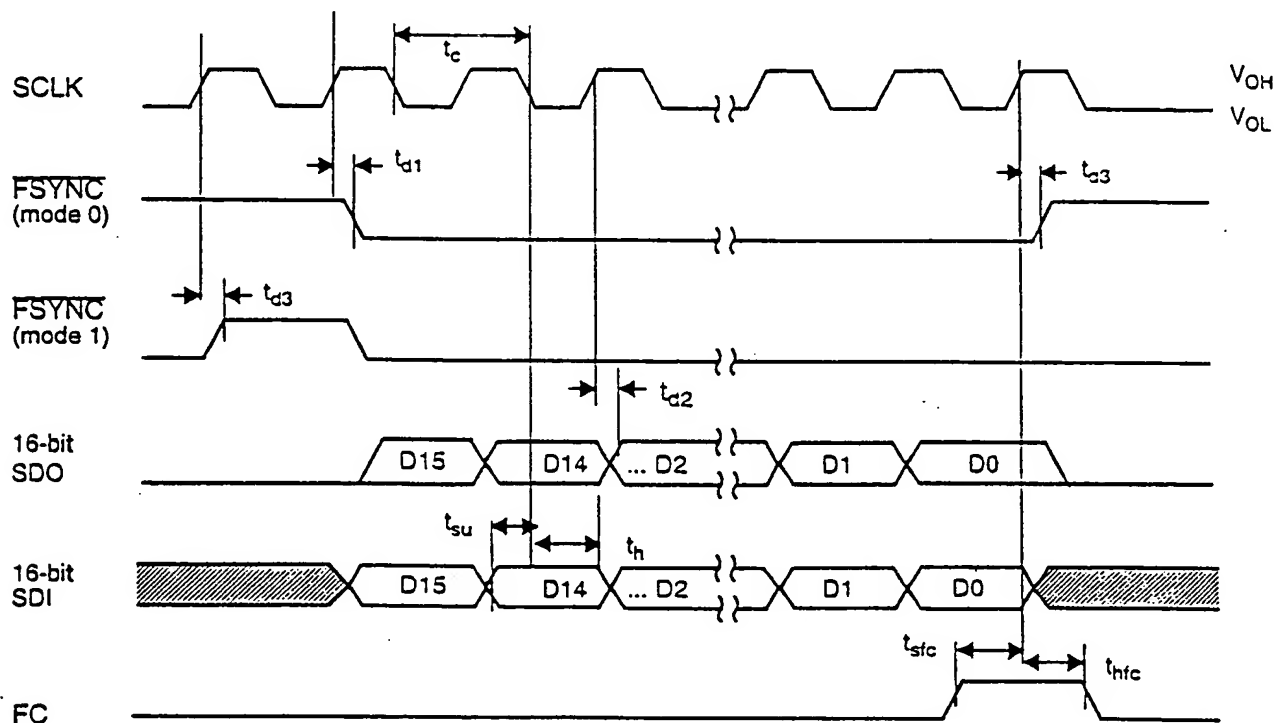 t_c
SCLK
V_OH
V_OL
t_d1
t_d3
FSYNC
(mode 0)
FSYNC
(mode 1)
t_d3
t_d2
16-bit
SDO
D15
D14
... D2
D1
D0
t_su
t_h
16-bit
SDI
D15
D14
... D2
D1
D0
t_sfc
t_hfc
FC